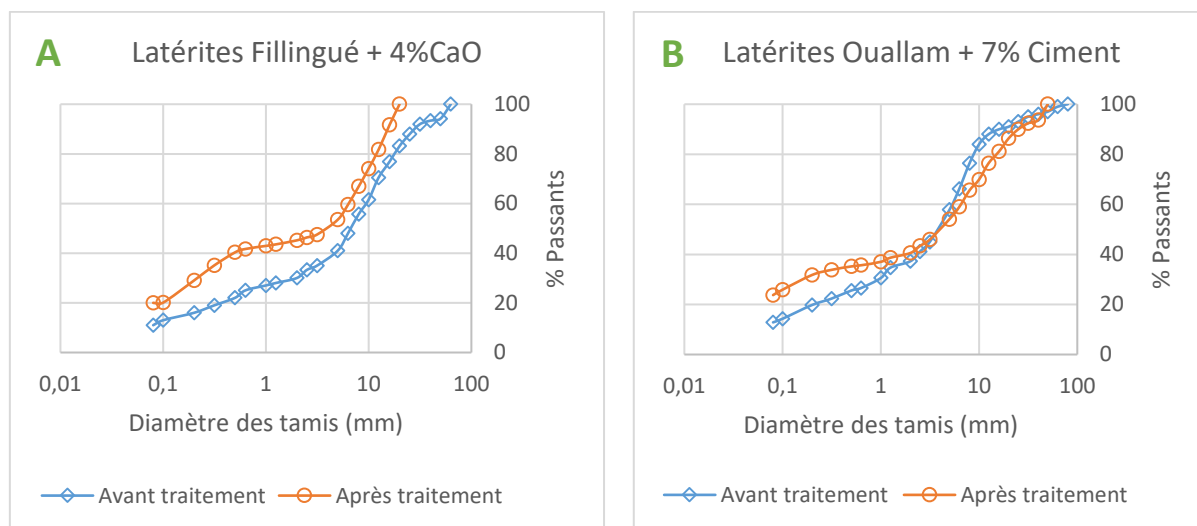 A Latérites Fillingué + 4%CaO
100
80
60
40
20
0
% Passants
0,01 0,1 1 10 100
Diamètre des tamis (mm)
Avant traitement Après traitement
B Latérites Ouallam + 7% Ciment
100
80
60
40
20
0
% Passants
0,01 0,1 1 10 100
Diamètre des tamis (mm)
Avant traitement Après traitement